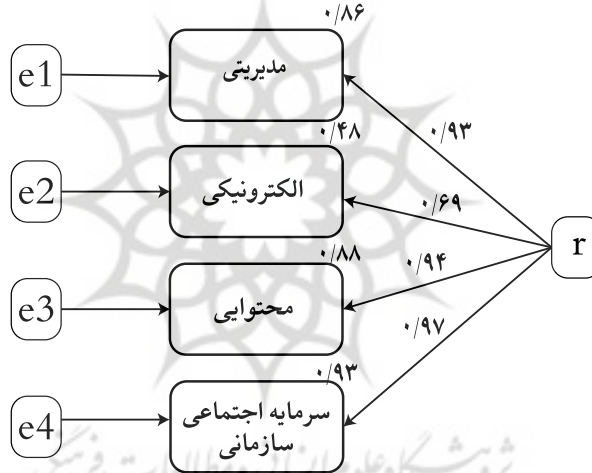 ۰/۸۶
e1
مدیریتی
۰/۹۳
۰/۴۸
e2
الکترونیکی
۰/۶۹
r
۰/۸۸
۰/۹۴
e3
محتوایی
۰/۹۷
۰/۹۳
e4
سرمایه اجتماعی
سازمانی